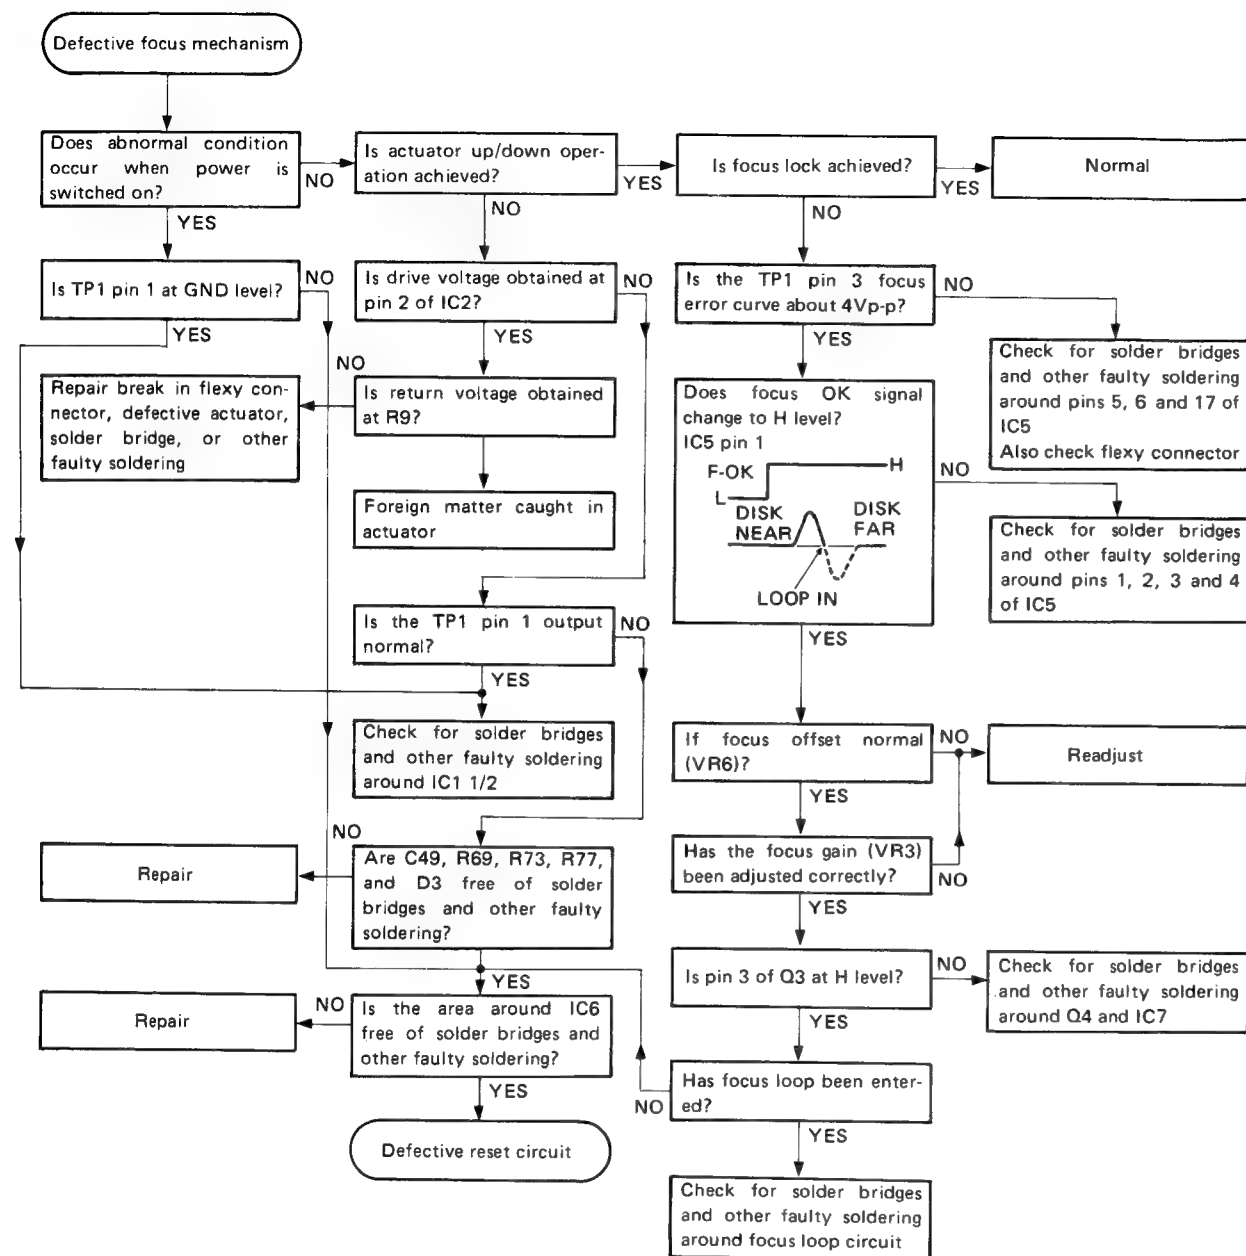 Defective focus mechanism
Does abnormal condition
occur when power is
switched on?
NO
YES
Is actuator up/down oper-
ation achieved?
YES
NO
Is focus lock achieved?
YES
NO
Normal
Is TP1 pin 1 at GND level?
NO
YES
Is drive voltage obtained at
pin 2 of IC2?
NO
YES
Is the TP1 pin 3 focus
error curve about 4Vp-p?
NO
YES
Check for solder bridges
and other faulty soldering
around pins 5, 6 and 17 of
IC5
Also check flexy connector
Repair break in flexy con-
nector, defective actuator,
solder bridge, or other
faulty soldering
NO
Is return voltage obtained
at R9?
Foreign matter caught in
actuator
Does focus OK signal
change to H level?
IC5 pin 1
F-OK
H
L
DISK
NEAR
DISK
FAR
LOOP IN
NO
YES
Check for solder bridges
and other faulty soldering
around pins 1, 2, 3 and 4
of IC5
Is the TP1 pin 1 output
normal?
NO
YES
Check for solder bridges
and other faulty soldering
around IC1 1/2
If focus offset normal
(VR6)?
NO
YES
Readjust
Repair
NO
Are C49, R69, R73, R77,
and D3 free of solder
bridges and other faulty
soldering?
YES
Has the focus gain (VR3)
been adjusted correctly?
NO
YES
Is pin 3 of Q3 at H level?
NO
YES
Check for solder bridges
and other faulty soldering
around Q4 and IC7
Repair
NO
Is the area around IC6
free of solder bridges and
other faulty soldering?
YES
Has focus loop been enter-
ed?
NO
YES
Defective reset circuit
Check for solder bridges
and other faulty soldering
around focus loop circuit